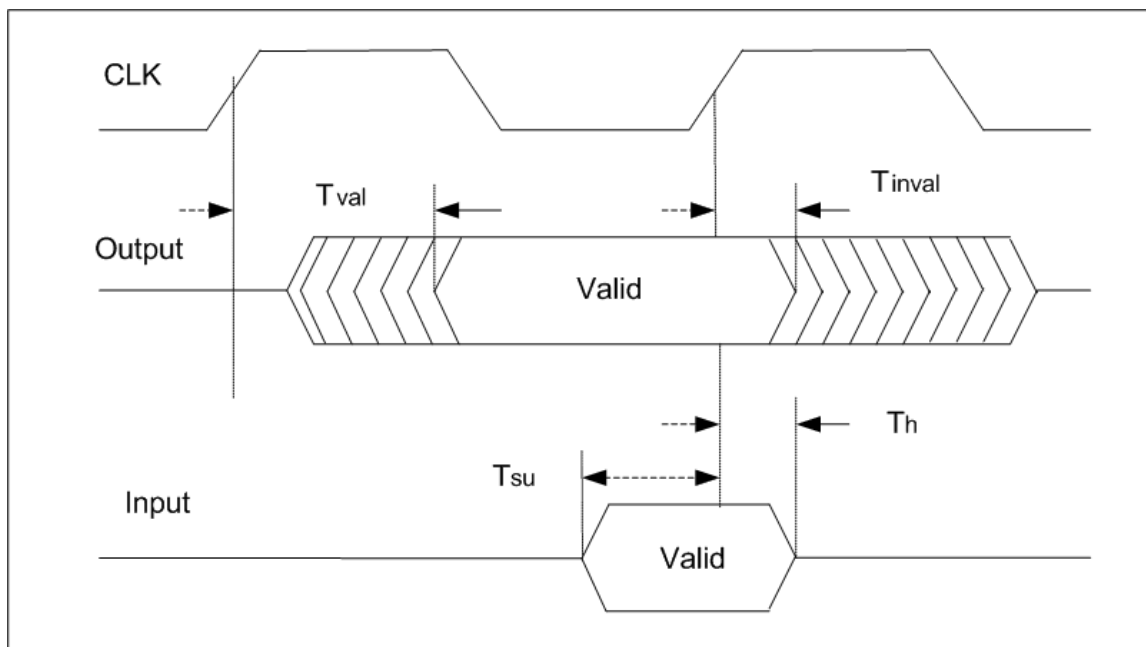 CLK
Tval
Tinval
Output
Valid
Th
Tsu
Input
Valid